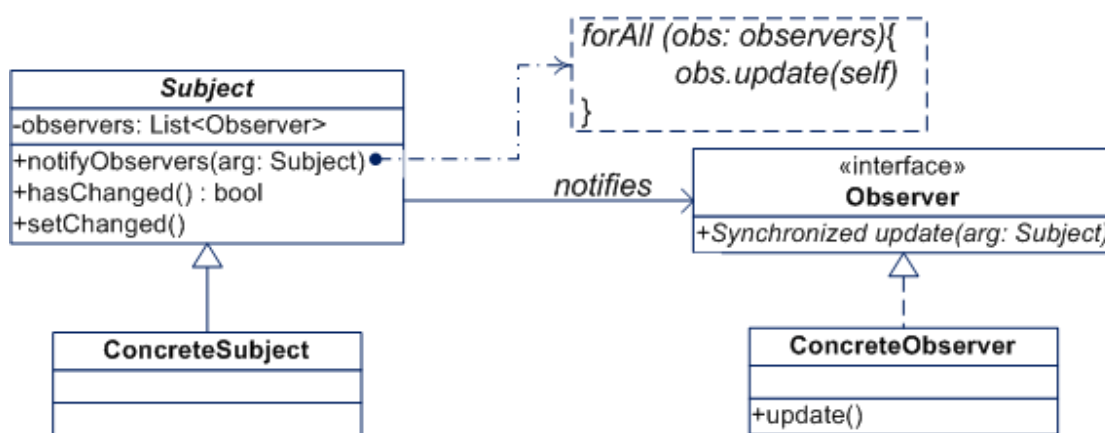 forAll (obs: observers){
obs.update(self)
}
Subject
-observers: List<Observer>
+notifyObservers(arg: Subject)
+hasChanged() : bool
+setChanged()
notifies
«interface»
Observer
+Synchronized update(arg: Subject)
ConcreteSubject
ConcreteObserver
+update()